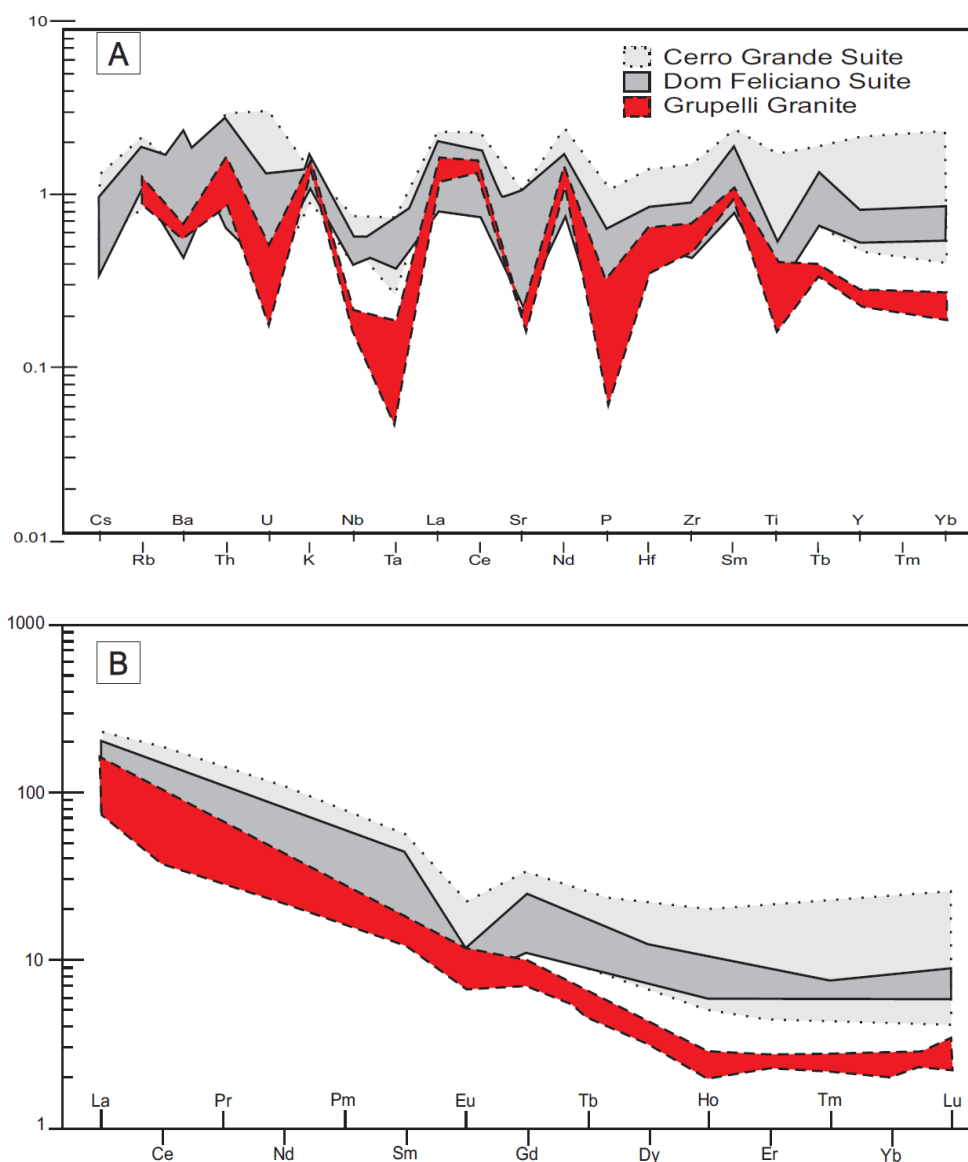 10
A
Cerro Grande Suite
Dom Feliciano Suite
Grupelli Granite
1
0.1
Cs Ba U Nb La Sr P Zr Ti Y Yb
0.01
Rb Th K Ta Ce Nd Hf Sm Tb Tm
1000
B
100
10
La Pr Pm Eu Tb Ho Tm Lu
1
Ce Nd Sm Gd Dy Er Yb